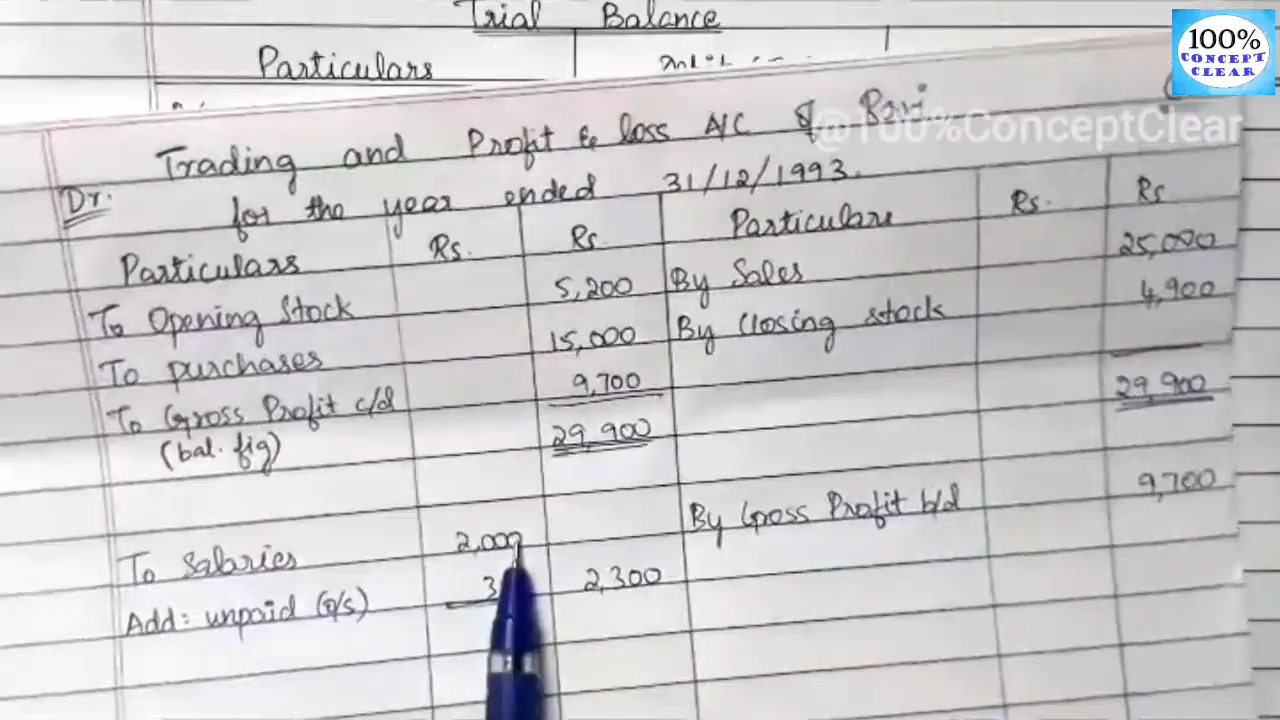 Trial Balance
Particulars
100%
CONCEPT
CLEAR
@100%ConceptClear
Trading and Profit & loss A/C of Ravi
Dr. for the year ended 31/12/1993.
Particulars Rs. Rs. Particulars Rs. Rs.
To Opening Stock 5,200 By Sales 25,000
To purchases 15,000 By Closing stock 4,900
To Gross Profit c/d 9,700
(bal. fig) 29,900 29,900
By Gross Profit b/d 9,700
To Salaries 2,000
Add: unpaid (o/s) 3 2,300